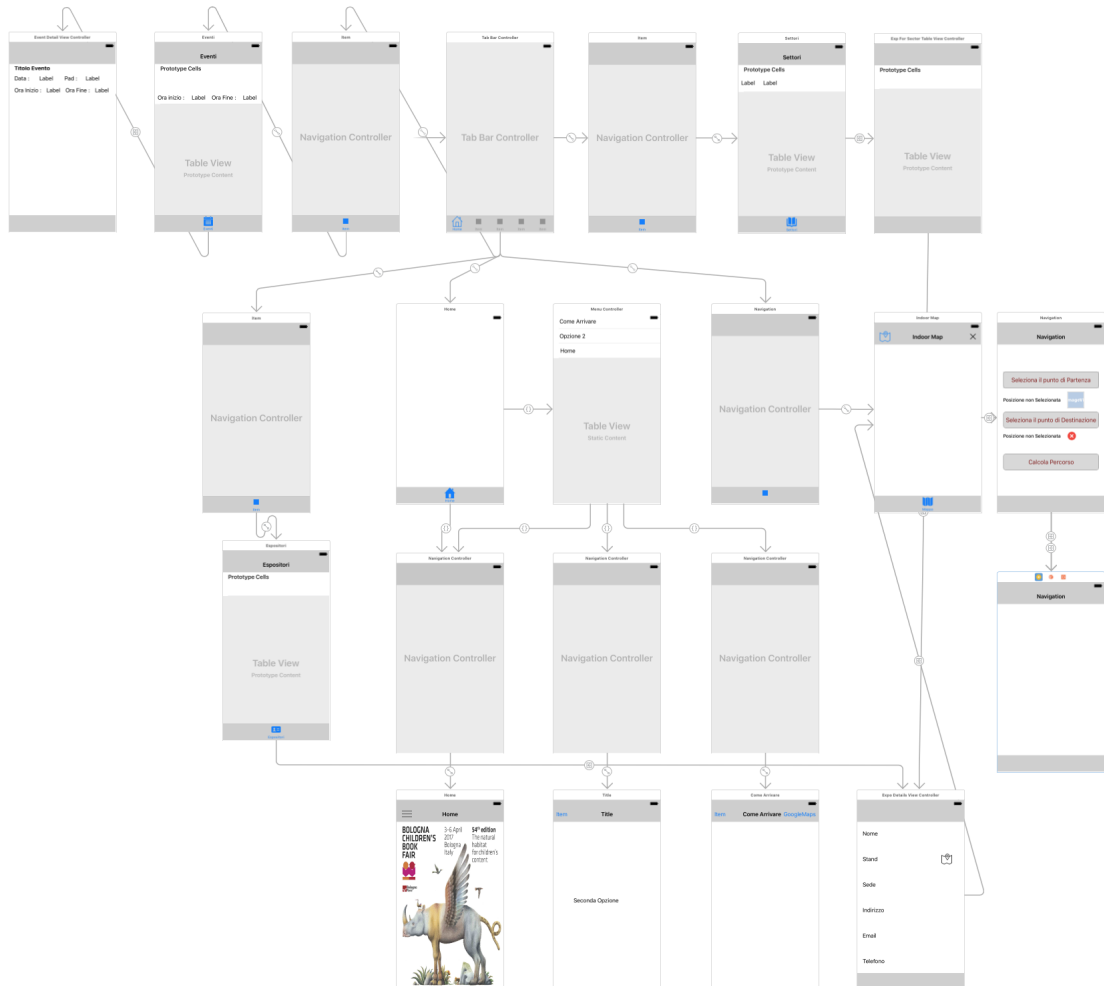 Event Detail View Controller
Titolo Evento
Data : Label Pad : Label
Ora inizio : Label Ora Fine : Label
Eventi
Eventi
Prototype Cells
Ora inizio : Label Ora Fine : Label
Table View
Prototype Content
Item
Navigation Controller
Tab Bar Controller
Tab Bar Controller
Item
Navigation Controller
Settori
Settori
Prototype Cells
Label Label
Table View
Prototype Content
Exp For Sector Table View Controller
Prototype Cells
Table View
Prototype Content
Item
Navigation Controller
Home
Menu Controller
Come Arrivare
Opzione 2
Home
Table View
Static Content
Navigation
Navigation Controller
Indoor Map
Indoor Map
Navigation
Navigation
Seleziona il punto di Partenza
Posizione non Selezionata
Seleziona il punto di Destinazione
Posizione non Selezionata
Calcola Percorso
Espositori
Espositori
Prototype Cells
Table View
Prototype Content
Navigation Controller
Navigation Controller
Navigation Controller
Navigation Controller
Navigation Controller
Navigation Controller
Navigation
Home
Home
BOLOGNA
CHILDREN'S
BOOK
FAIR
3-6 April
2017
Bologna
Italy
54th edition
The natural
habitat
for children's
content
Title
Item Title
Seconda Opzione
Come Arrivare
Item Come Arrivare GoogleMaps
Expo Details View Controller
Nome
Stand
Sede
Indirizzo
Email
Telefono